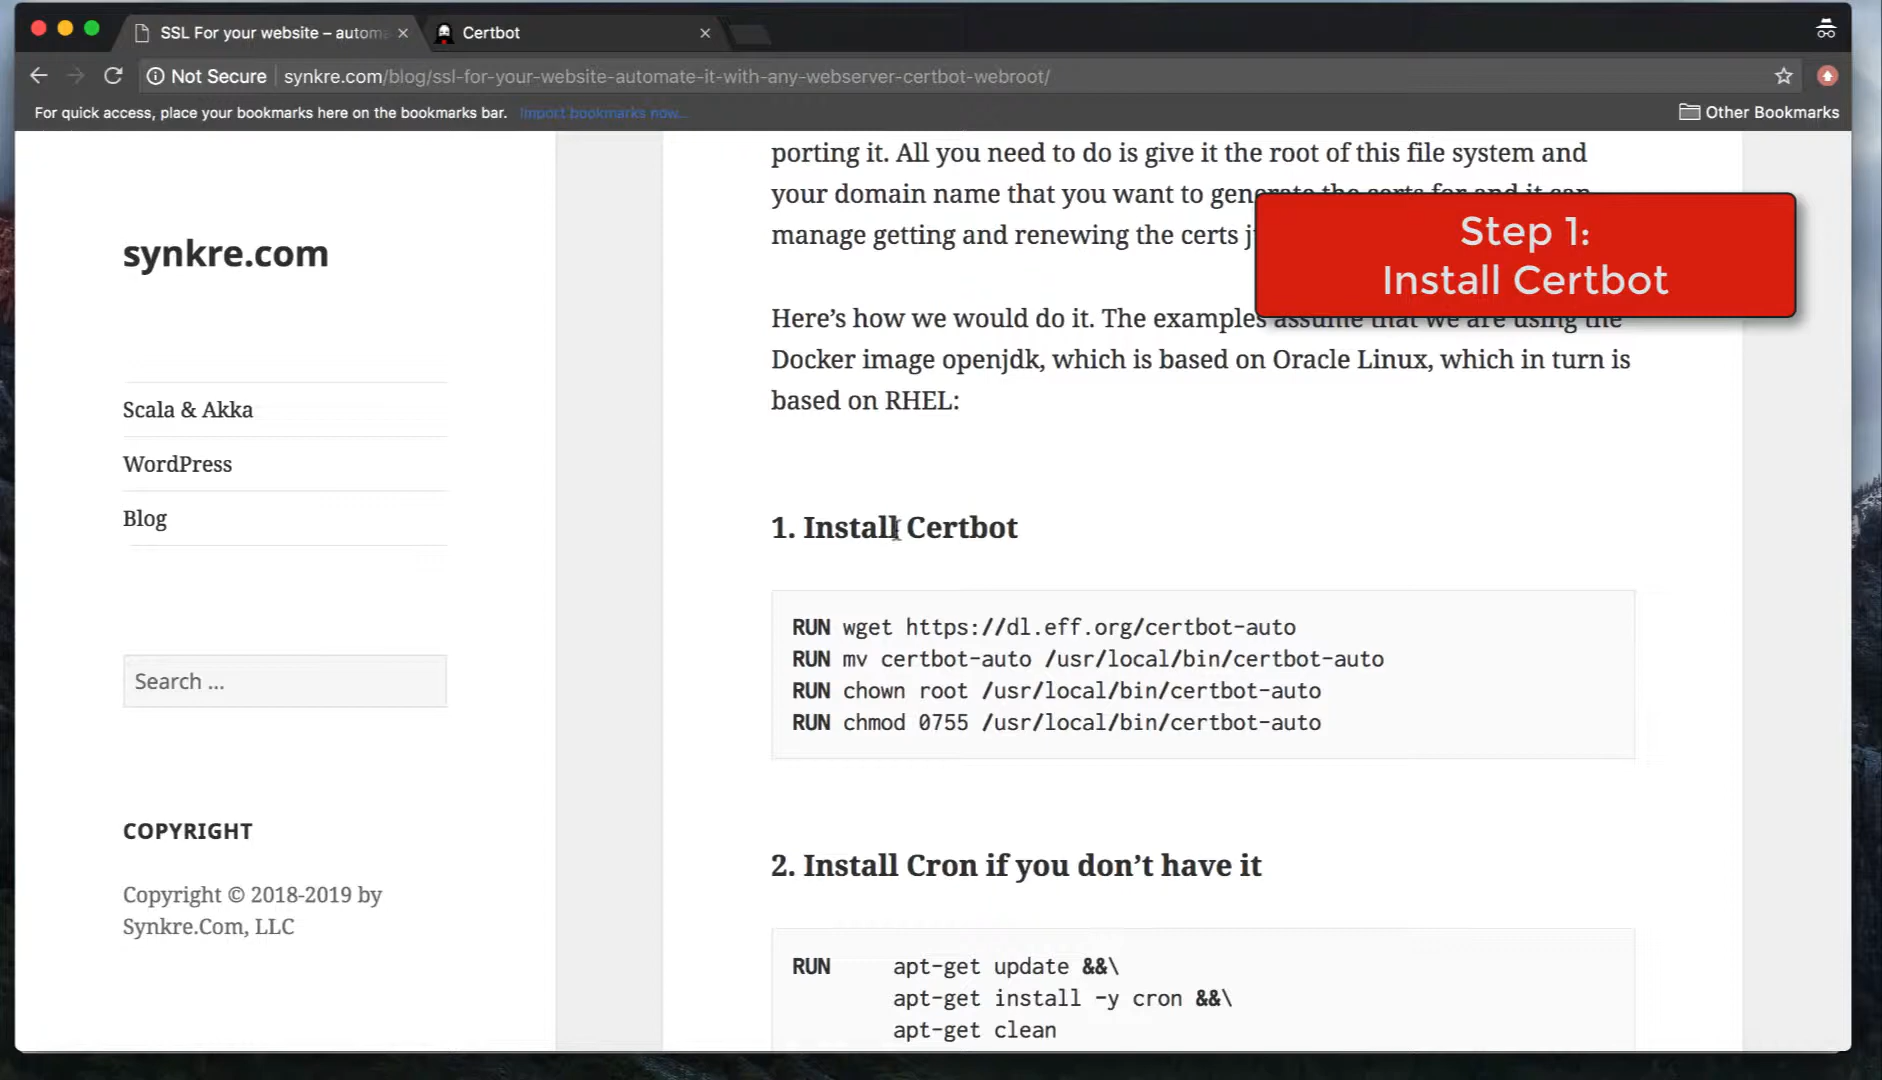 SSL For your website – autom
Certbot
Not Secure
synkre.com/blog/ssl-for-your-website-automate-it-with-any-webserver-certbot-webroot/
For quick access, place your bookmarks here on the bookmarks bar. Import bookmarks now...
Other Bookmarks
synkre.com
Scala & Akka
WordPress
Blog
Search ...
COPYRIGHT
Copyright © 2018-2019 by
Synkre.Com, LLC
porting it. All you need to do is give it the root of this file system and
your domain name that you want to generate the certs for and it can
manage getting and renewing the certs
Step 1:
Install Certbot
Here’s how we would do it. The examples assume that we are using the
Docker image openjdk, which is based on Oracle Linux, which in turn is
based on RHEL:
1. Install Certbot
RUN wget https://dl.eff.org/certbot-auto
RUN mv certbot-auto /usr/local/bin/certbot-auto
RUN chown root /usr/local/bin/certbot-auto
RUN chmod 0755 /usr/local/bin/certbot-auto
2. Install Cron if you don’t have it
RUN apt-get update &&\
apt-get install -y cron &&\
apt-get clean